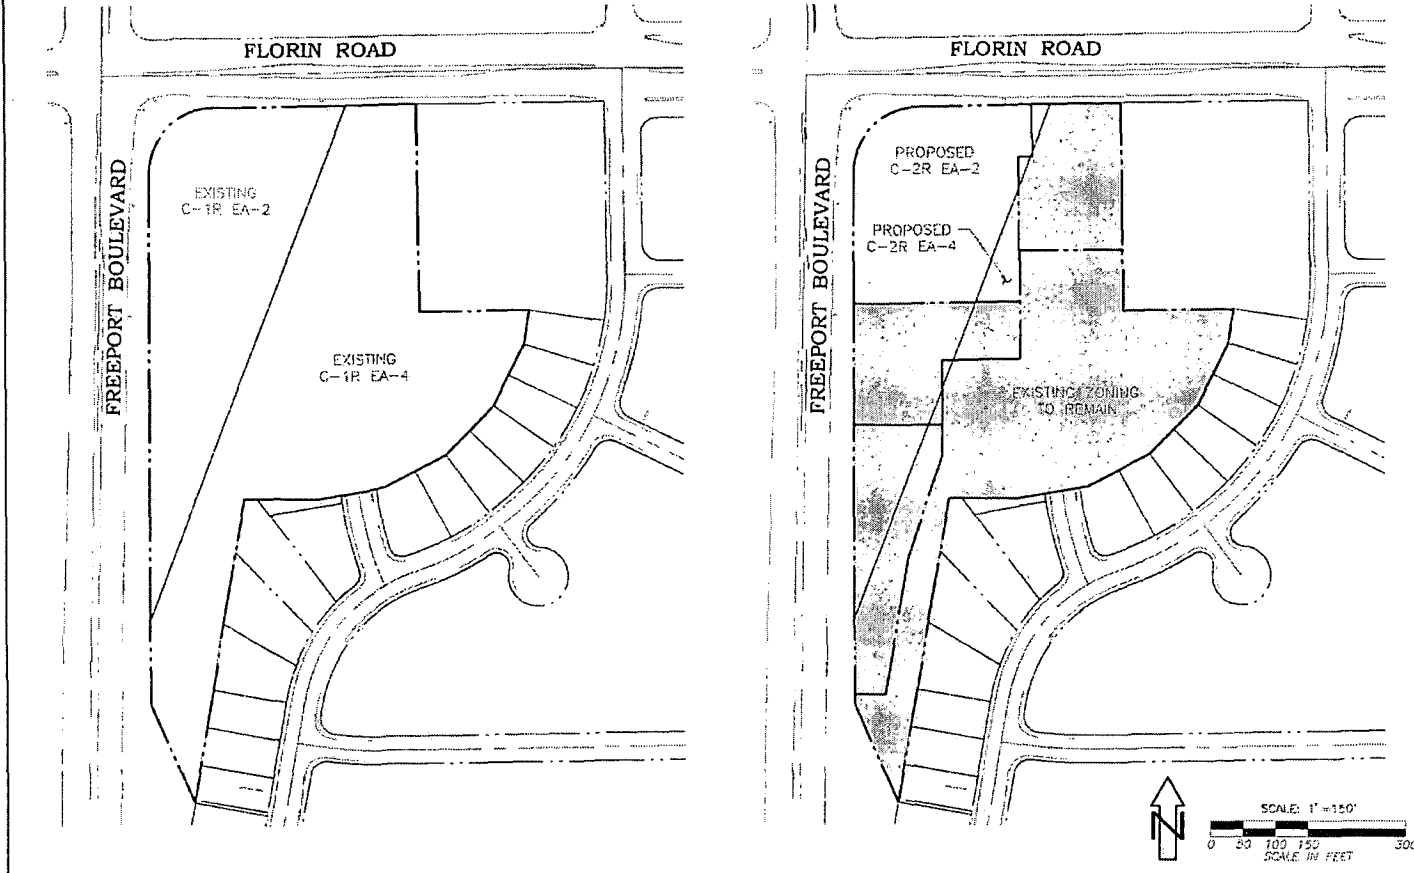 FLORIN ROAD
FREEPORT BOULEVARD
EXISTING
C-1R EA-2
EXISTING
C-1R EA-4
FLORIN ROAD
FREEPORT BOULEVARD
PROPOSED
C-2R EA-2
PROPOSED
C-2R EA-4
EXISTING ZONING
TO REMAIN
N
SCALE: 1" =150'
0 50 100 150 300
SCALE IN FEET